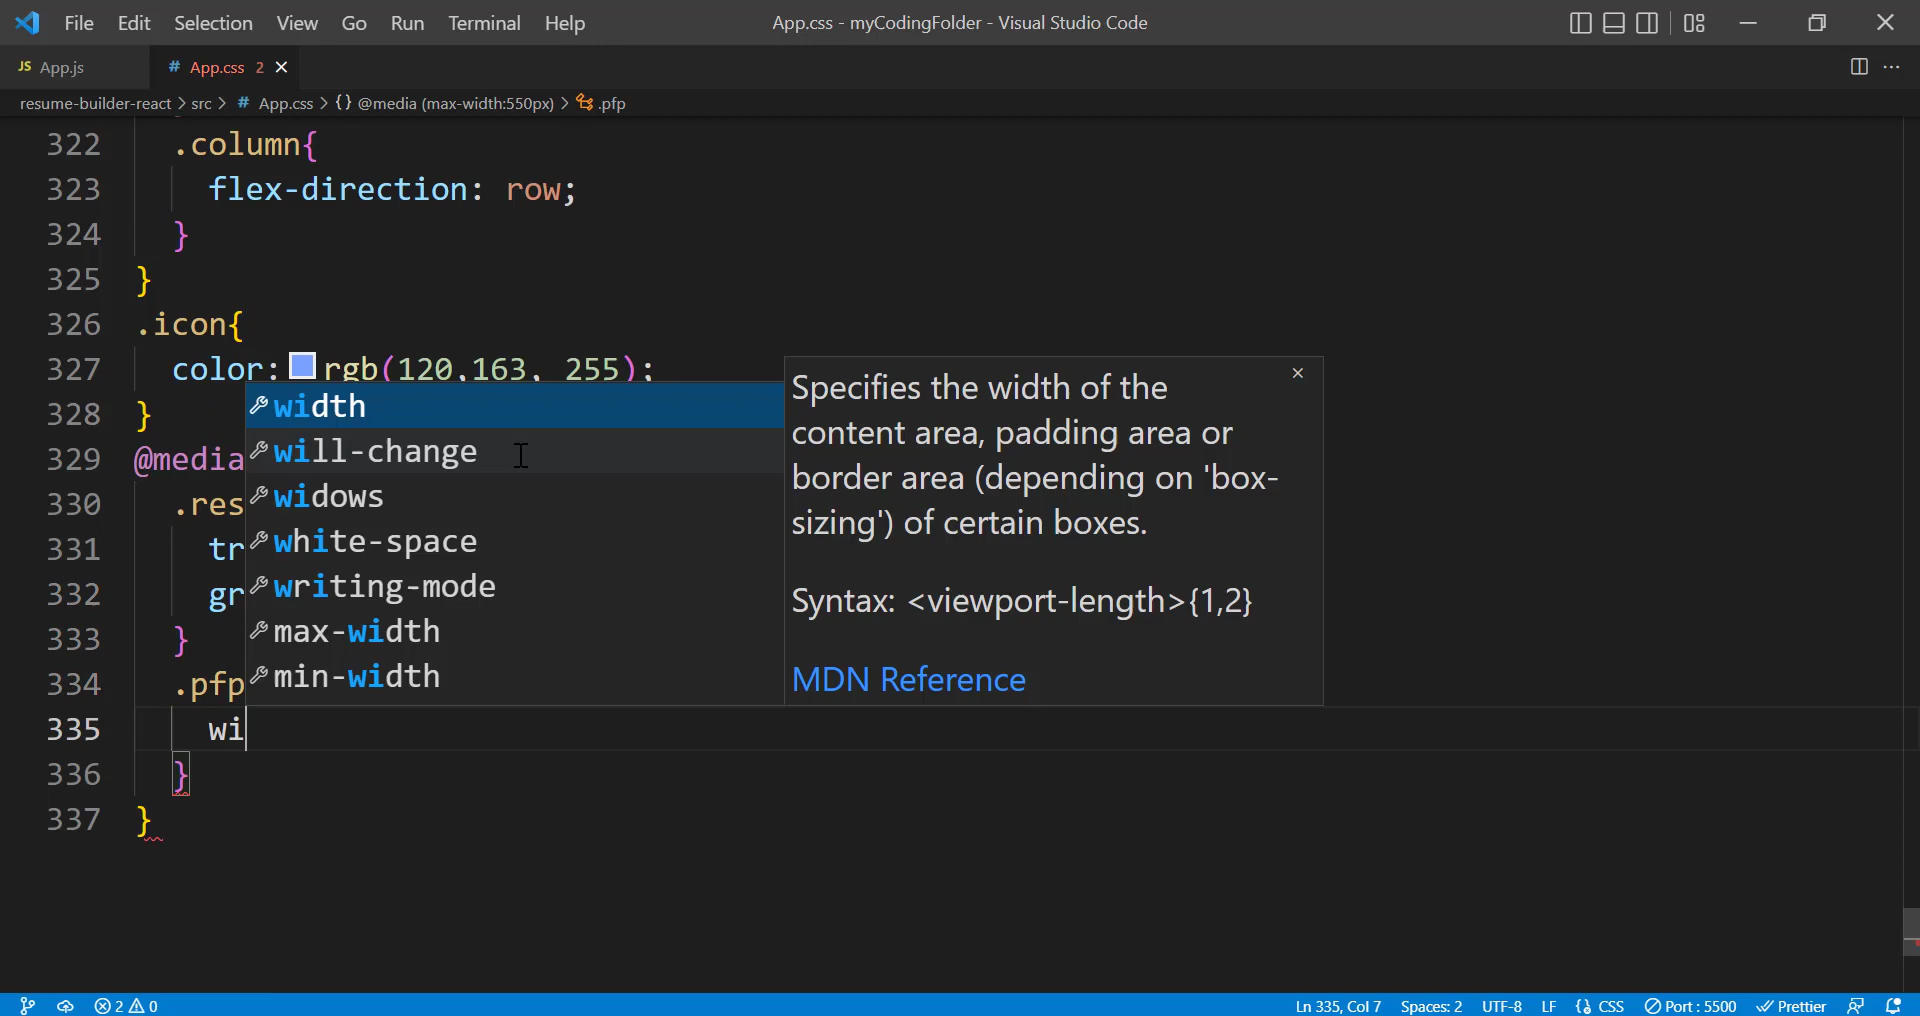 File Edit Selection View Go Run Terminal Help App.css - myCodingFolder - Visual Studio Code
JS App.js # App.css 2
resume-builder-react > src > # App.css > {} @media (max-width:550px) > .pfp
322 .column{
323 flex-direction: row;
324 }
325 }
326 .icon{
327 color: rgb(120,163, 255);
328 }
329 @media
330 .res
331 tr
332 gr
333 }
334 .pfp
335 wi
336 }
337 }
width
will-change
widows
white-space
writing-mode
max-width
min-width
Specifies the width of the
content area, padding area or
border area (depending on 'box-
sizing') of certain boxes.
Syntax: <viewport-length>{1,2}
MDN Reference
2 0 Ln 335, Col 7 Spaces: 2 UTF-8 LF {} CSS Port : 5500 Prettier